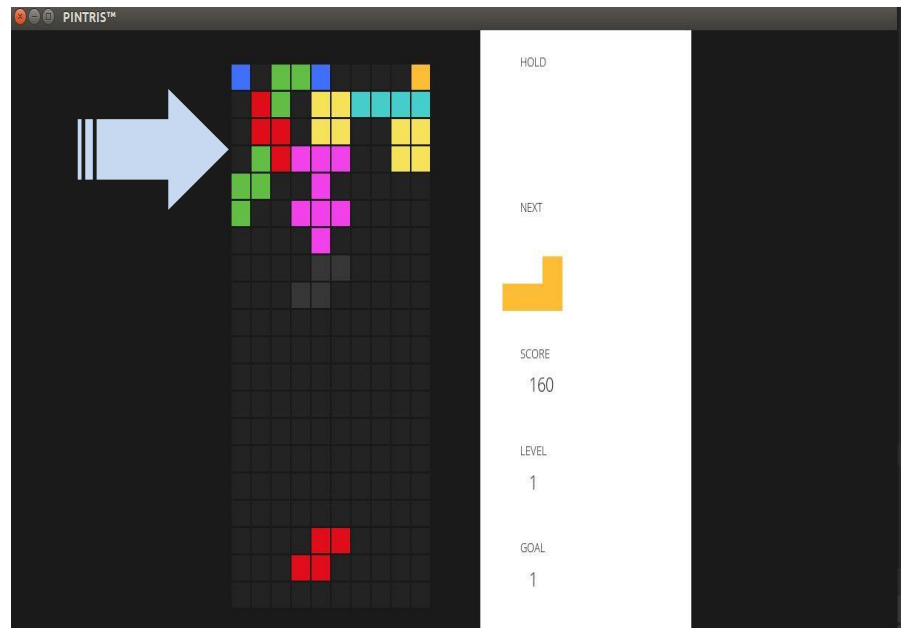 PINTRIS™
HOLD
NEXT
SCORE
160
LEVEL
1
GOAL
1